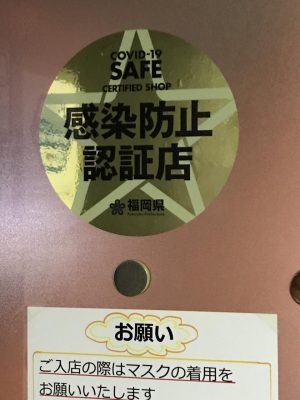 COVID-19
SAFE
CERTIFIED SHOP
感染防止
認証店
福岡県
Fukuoka Prefecture
お願い
ご入店の際はマスクの着用を
お願いいたします